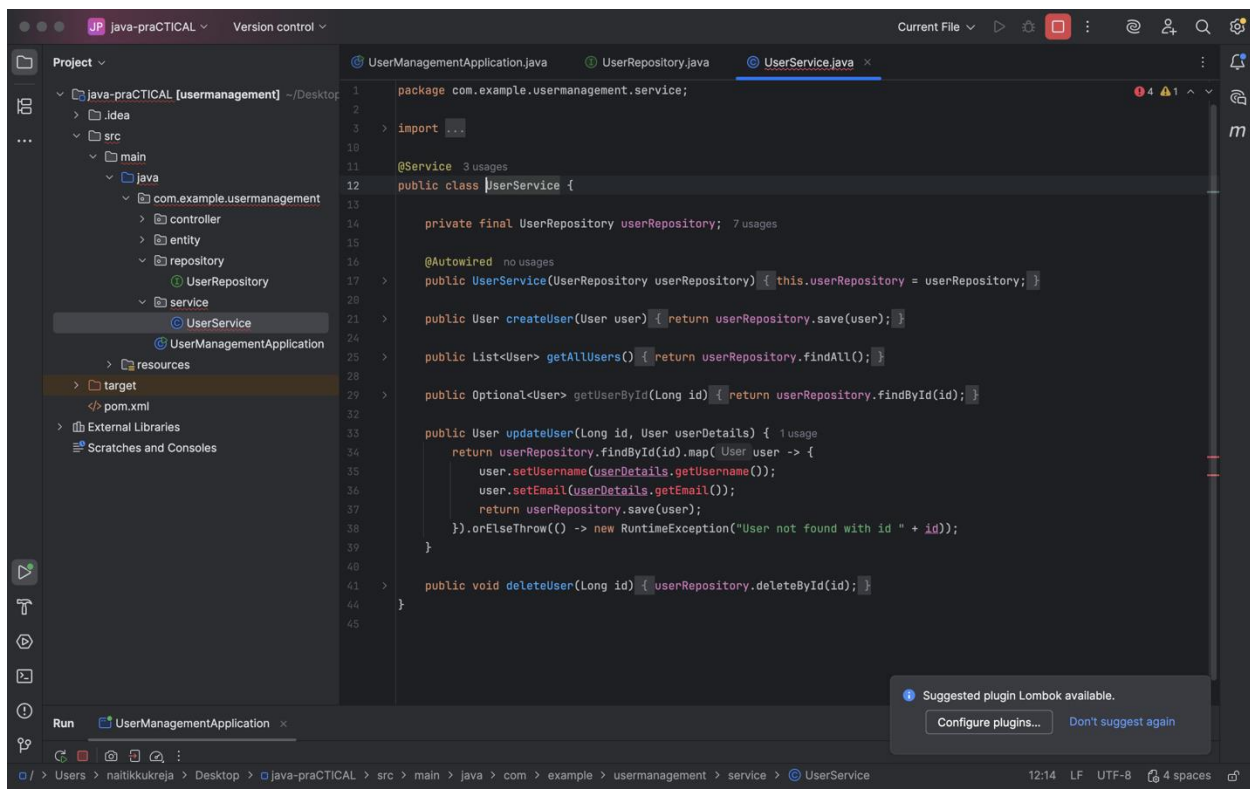 JP java-praCTICAL Version control Current File
Project
UserManagementApplication.java UserRepository.java UserService.java
java-praCTICAL [usermanagement] ~/Desktop
.idea
src
main
java
com.example.usermanagement
controller
entity
repository
UserRepository
service
UserService
UserManagementApplication
resources
target
pom.xml
External Libraries
Scratches and Consoles
4 1
m
1 package com.example.usermanagement.service;
2
3 import ...
10
11 @Service 3 usages
12 public class UserService {
13
14 private final UserRepository userRepository; 7 usages
15
16 @Autowired no usages
17 public UserService(UserRepository userRepository) { this.userRepository = userRepository; }
20
21 public User createUser(User user) { return userRepository.save(user); }
24
25 public List<User> getAllUsers() { return userRepository.findAll(); }
28
29 public Optional<User> getUserById(Long id) { return userRepository.findById(id); }
32
33 public User updateUser(Long id, User userDetails) { 1 usage
34 return userRepository.findById(id).map( User user -> {
35 user.setUsername(userDetails.getUsername());
36 user.setEmail(userDetails.getEmail());
37 return userRepository.save(user);
38 }).orElseThrow(() -> new RuntimeException("User not found with id " + id));
39 }
40
41 public void deleteUser(Long id) { userRepository.deleteById(id); }
44 }
45
Suggested plugin Lombok available.
Configure plugins... Don't suggest again
Run UserManagementApplication
/ > Users > naitikkukreja > Desktop > java-praCTICAL > src > main > java > com > example > usermanagement > service > UserService 12:14 LF UTF-8 4 spaces